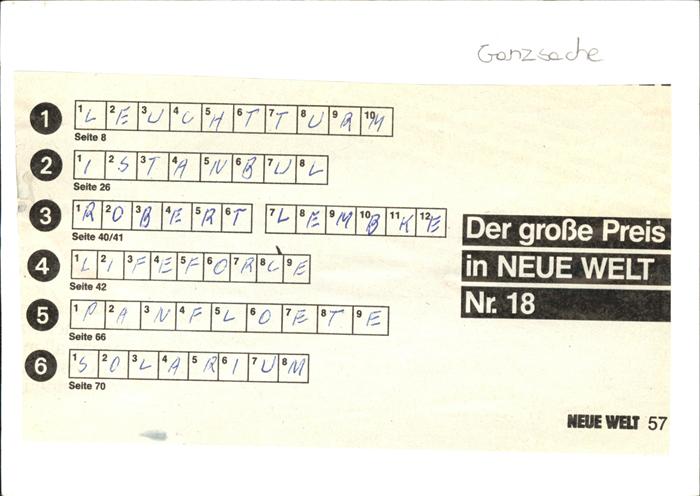 Ganzsache
1 LEUCHTTURM
Seite 8
2 ISTANBUL
Seite 26
3 ROBERT LEMBKE
Seite 40/41
4 LIFEFORCE
Seite 42
5 PANFLOETE
Seite 66
6 SOLARIUM
Seite 70
Der große Preis
in NEUE WELT
Nr. 18
NEUE WELT 57